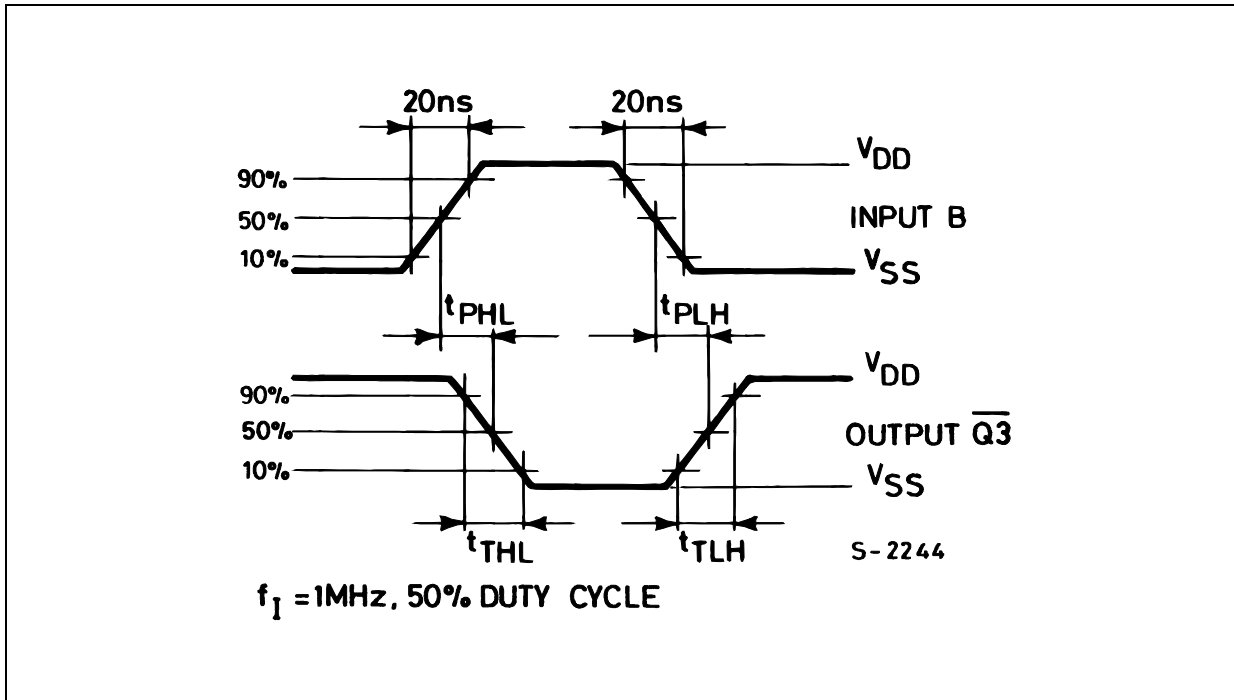 20ns 20ns
V_DD
90%
50% INPUT B
10% V_SS
t_PHL t_PLH
V_DD
90%
50% OUTPUT Q̅3̅
10% V_SS
t_THL t_TLH S-2244
f_I = 1MHz, 50% DUTY CYCLE